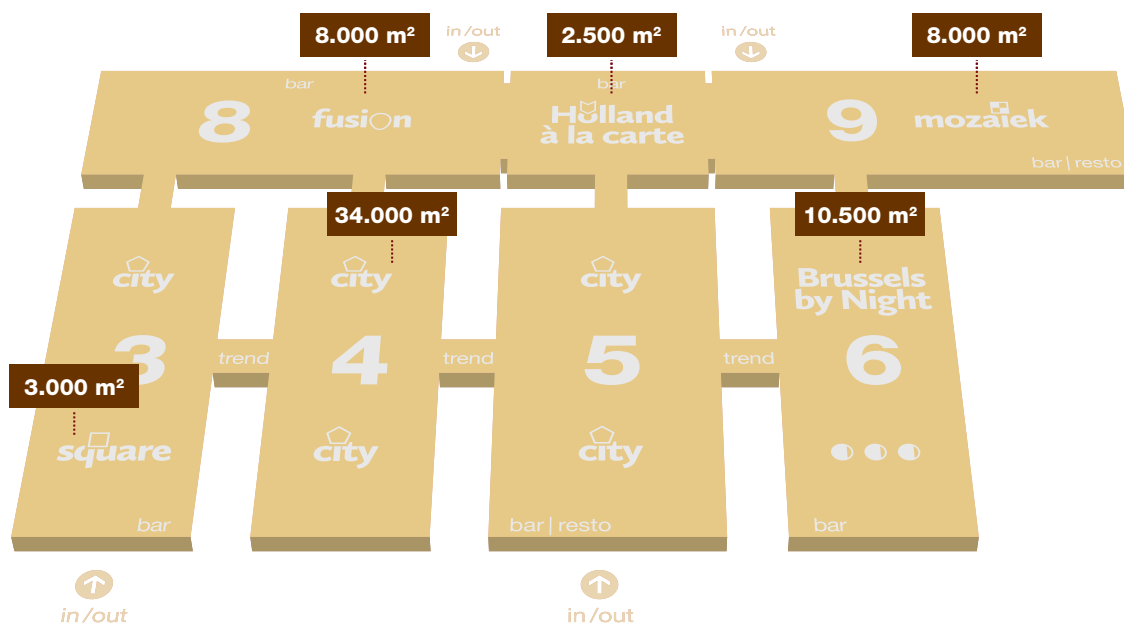 8.000 m²
in/out
2.500 m²
in/out
8.000 m²
bar
8
fusion
bar
Holland
à la carte
9
mozaïek
bar | resto
34.000 m²
10.500 m²
city
city
city
Brussels
by Night
3
trend
4
trend
5
trend
6
3.000 m²
square
city
city
bar
bar | resto
bar
in/out
in/out